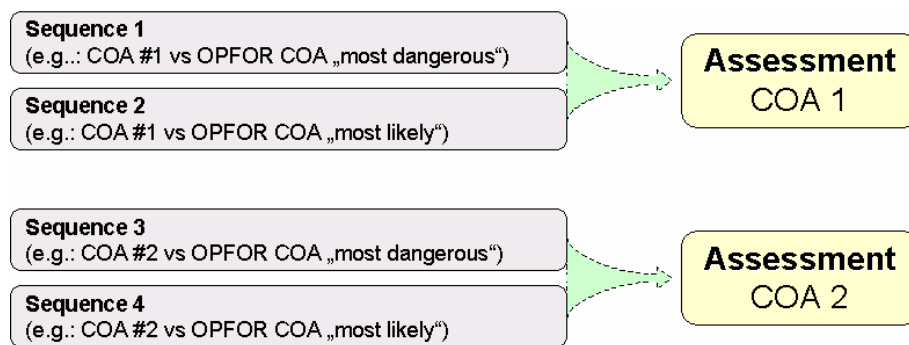 Sequence 1
(e.g..: COA #1 vs OPFOR COA „most dangerous“)
Sequence 2
(e.g.: COA #1 vs OPFOR COA „most likely“)
Assessment
COA 1
Sequence 3
(e.g.: COA #2 vs OPFOR COA „most dangerous“)
Sequence 4
(e.g.: COA #2 vs OPFOR COA „most likely“)
Assessment
COA 2